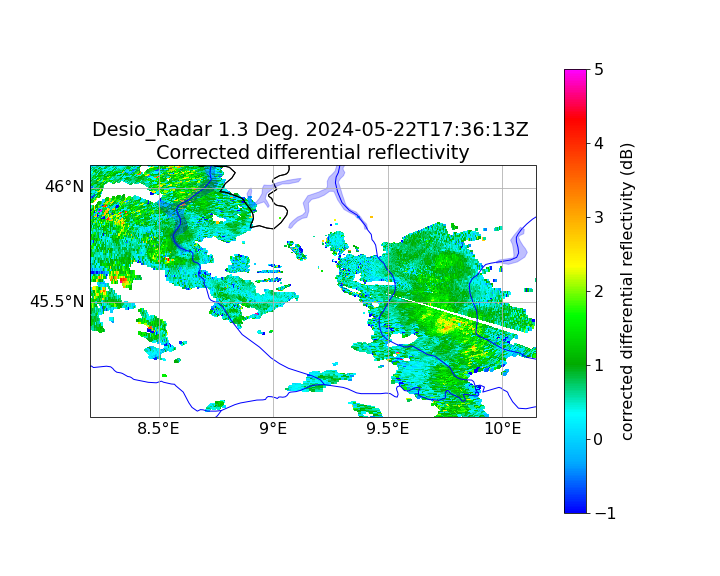 Desio_Radar 1.3 Deg. 2024-05-22T17:36:13Z
Corrected differential reflectivity
46°N
45.5°N
8.5°E
9°E
9.5°E
10°E
5
4
3
2
1
0
−1
corrected differential reflectivity (dB)